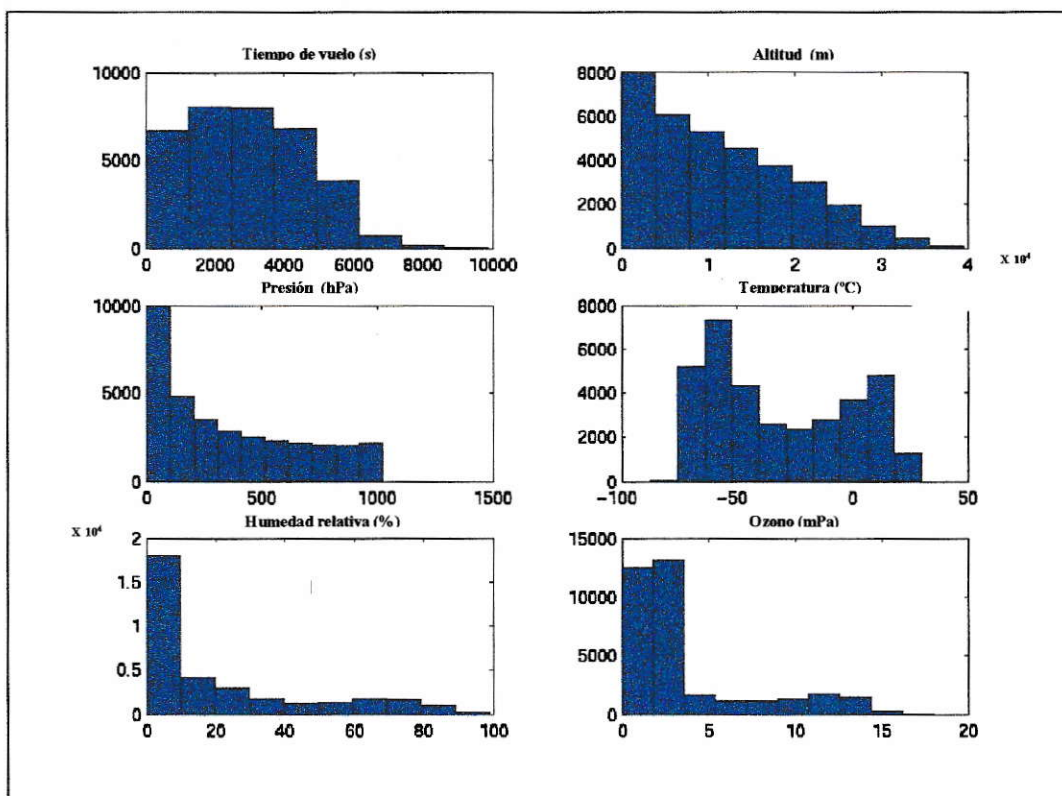 Tiempo de vuelo (s)
10000
5000
0
0 2000 4000 6000 8000 10000
Altitud (m)
8000
6000
4000
2000
0
0 1 2 3 4
X 10⁴
Presión (hPa)
10000
5000
0
0 500 1000 1500
Temperatura (ºC)
8000
6000
4000
2000
0
−100 −50 0 50
X 10⁴
Humedad relativa (%)
2
1.5
1
0.5
0
0 20 40 60 80 100
Ozono (mPa)
15000
10000
5000
0
0 5 10 15 20